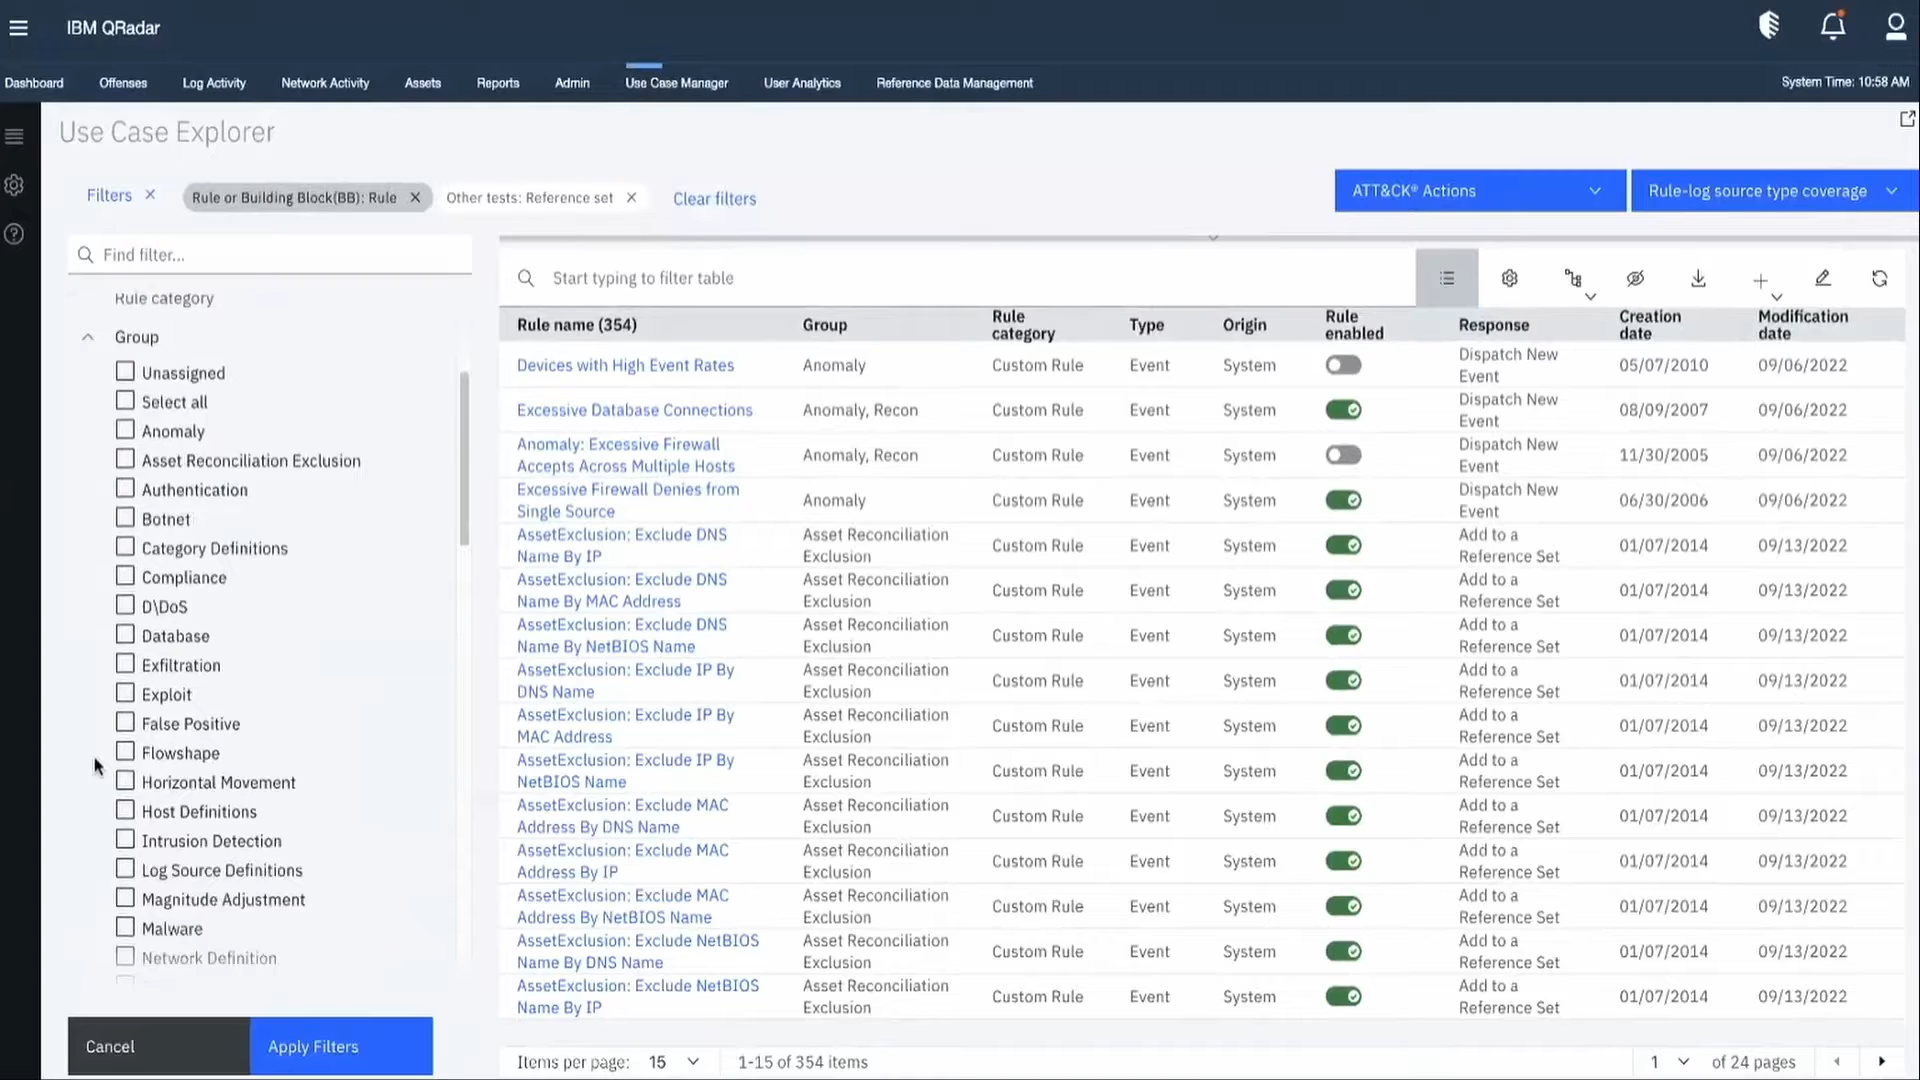 IBM QRadar
Dashboard Offenses Log Activity Network Activity Assets Reports Admin Use Case Manager User Analytics Reference Data Management System Time: 10:58 AM
Use Case Explorer
Filters Rule or Building Block(BB): Rule Other tests: Reference set Clear filters
ATT&CK® Actions Rule-log source type coverage
Find filter...
Rule category
Group
Unassigned
Select all
Anomaly
Asset Reconciliation Exclusion
Authentication
Botnet
Category Definitions
Compliance
D\DoS
Database
Exfiltration
Exploit
False Positive
Flowshape
Horizontal Movement
Host Definitions
Intrusion Detection
Log Source Definitions
Magnitude Adjustment
Malware
Network Definition
Cancel Apply Filters
Start typing to filter table
Rule name (354) Group Rule category Type Origin Rule enabled Response Creation date Modification date
Devices with High Event Rates Anomaly Custom Rule Event System Dispatch New Event 05/07/2010 09/06/2022
Excessive Database Connections Anomaly, Recon Custom Rule Event System Dispatch New Event 08/09/2007 09/06/2022
Anomaly: Excessive Firewall Accepts Across Multiple Hosts Anomaly, Recon Custom Rule Event System Dispatch New Event 11/30/2005 09/06/2022
Excessive Firewall Denies from Single Source Anomaly Custom Rule Event System Dispatch New Event 06/30/2006 09/06/2022
AssetExclusion: Exclude DNS Name By IP Asset Reconciliation Exclusion Custom Rule Event System Add to a Reference Set 01/07/2014 09/13/2022
AssetExclusion: Exclude DNS Name By MAC Address Asset Reconciliation Exclusion Custom Rule Event System Add to a Reference Set 01/07/2014 09/13/2022
AssetExclusion: Exclude DNS Name By NetBIOS Name Asset Reconciliation Exclusion Custom Rule Event System Add to a Reference Set 01/07/2014 09/13/2022
AssetExclusion: Exclude IP By DNS Name Asset Reconciliation Exclusion Custom Rule Event System Add to a Reference Set 01/07/2014 09/13/2022
AssetExclusion: Exclude IP By MAC Address Asset Reconciliation Exclusion Custom Rule Event System Add to a Reference Set 01/07/2014 09/13/2022
AssetExclusion: Exclude IP By NetBIOS Name Asset Reconciliation Exclusion Custom Rule Event System Add to a Reference Set 01/07/2014 09/13/2022
AssetExclusion: Exclude MAC Address By DNS Name Asset Reconciliation Exclusion Custom Rule Event System Add to a Reference Set 01/07/2014 09/13/2022
AssetExclusion: Exclude MAC Address By IP Asset Reconciliation Exclusion Custom Rule Event System Add to a Reference Set 01/07/2014 09/13/2022
AssetExclusion: Exclude MAC Address By NetBIOS Name Asset Reconciliation Exclusion Custom Rule Event System Add to a Reference Set 01/07/2014 09/13/2022
AssetExclusion: Exclude NetBIOS Name By DNS Name Asset Reconciliation Exclusion Custom Rule Event System Add to a Reference Set 01/07/2014 09/13/2022
AssetExclusion: Exclude NetBIOS Name By IP Asset Reconciliation Exclusion Custom Rule Event System Add to a Reference Set 01/07/2014 09/13/2022
Items per page: 15 1-15 of 354 items 1 of 24 pages